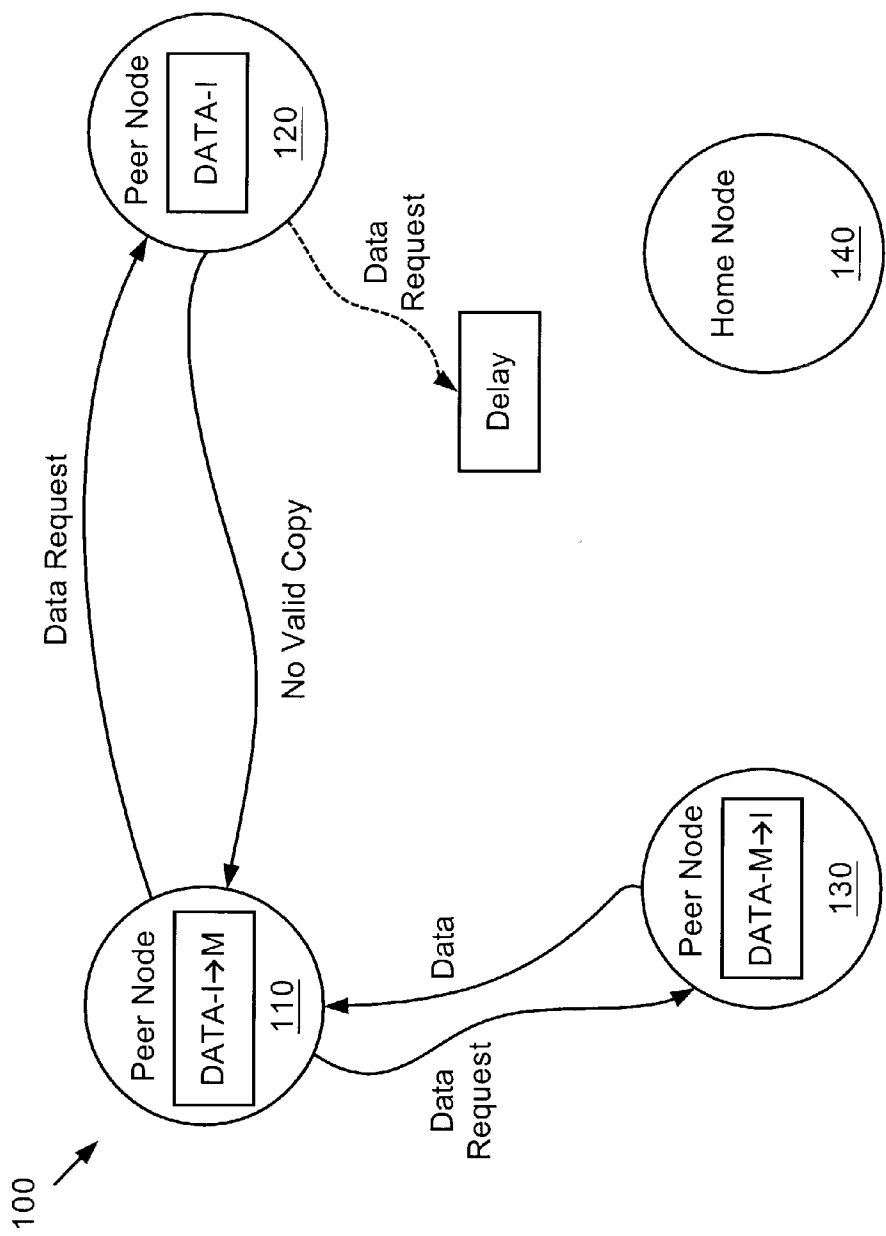 100
Peer Node
DATA-I→M
110
Data Request
No Valid Copy
Peer Node
DATA-I
120
Data
Request
Delay
Data
Data
Request
Peer Node
DATA-M→I
130
Home Node
140